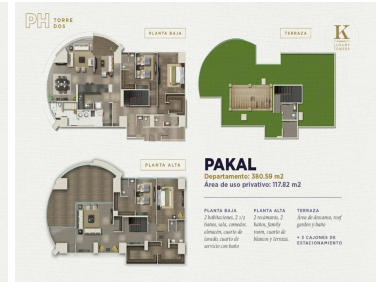 PH TORRE
DOS
PLANTA BAJA
TERRAZA
K
LUXURY
TOWERS
PLANTA ALTA
PAKAL
Departamento: 380.59 m2
Área de uso privativo: 117.82 m2
PLANTA BAJA
2 habitaciones, 2 1/2
baños, sala, comedor,
almacén, cuarto de
lavado, cuarto de
servicio con baño
PLANTA ALTA
2 recámaras, 2
baños, family
room, cuarto de
blancos y terraza.
TERRAZA
Área de descanso, roof
garden y baño
+ 3 CAJONES DE
ESTACIONAMIENTO